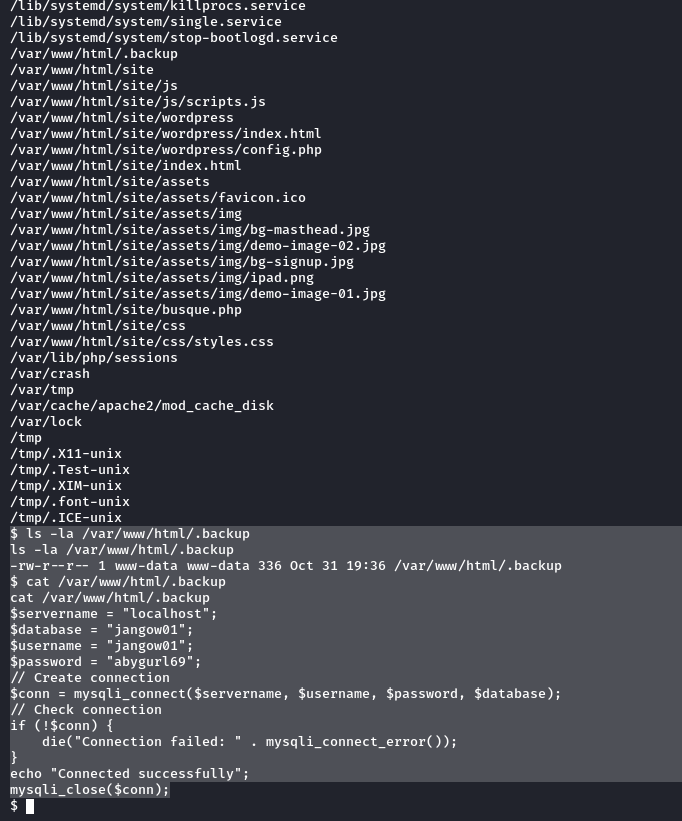 /lib/systemd/system/killprocs.service
/lib/systemd/system/single.service
/lib/systemd/system/stop-bootlogd.service
/var/www/html/.backup
/var/www/html/site
/var/www/html/site/js
/var/www/html/site/js/scripts.js
/var/www/html/site/wordpress
/var/www/html/site/wordpress/index.html
/var/www/html/site/wordpress/config.php
/var/www/html/site/index.html
/var/www/html/site/assets
/var/www/html/site/assets/favicon.ico
/var/www/html/site/assets/img
/var/www/html/site/assets/img/bg-masthead.jpg
/var/www/html/site/assets/img/demo-image-02.jpg
/var/www/html/site/assets/img/bg-signup.jpg
/var/www/html/site/assets/img/ipad.png
/var/www/html/site/assets/img/demo-image-01.jpg
/var/www/html/site/busque.php
/var/www/html/site/css
/var/www/html/site/css/styles.css
/var/lib/php/sessions
/var/crash
/var/tmp
/var/cache/apache2/mod_cache_disk
/var/lock
/tmp
/tmp/.X11-unix
/tmp/.Test-unix
/tmp/.XIM-unix
/tmp/.font-unix
/tmp/.ICE-unix
$ ls -la /var/www/html/.backup
ls -la /var/www/html/.backup
-rw-r--r-- 1 www-data www-data 336 Oct 31 19:36 /var/www/html/.backup
$ cat /var/www/html/.backup
cat /var/www/html/.backup
$servername = "localhost";
$database = "jangow01";
$username = "jangow01";
$password = "abygurl69";
// Create connection
$conn = mysqli_connect($servername, $username, $password, $database);
// Check connection
if (!$conn) {
    die("Connection failed: " . mysqli_connect_error());
}
echo "Connected successfully";
mysqli_close($conn);
$